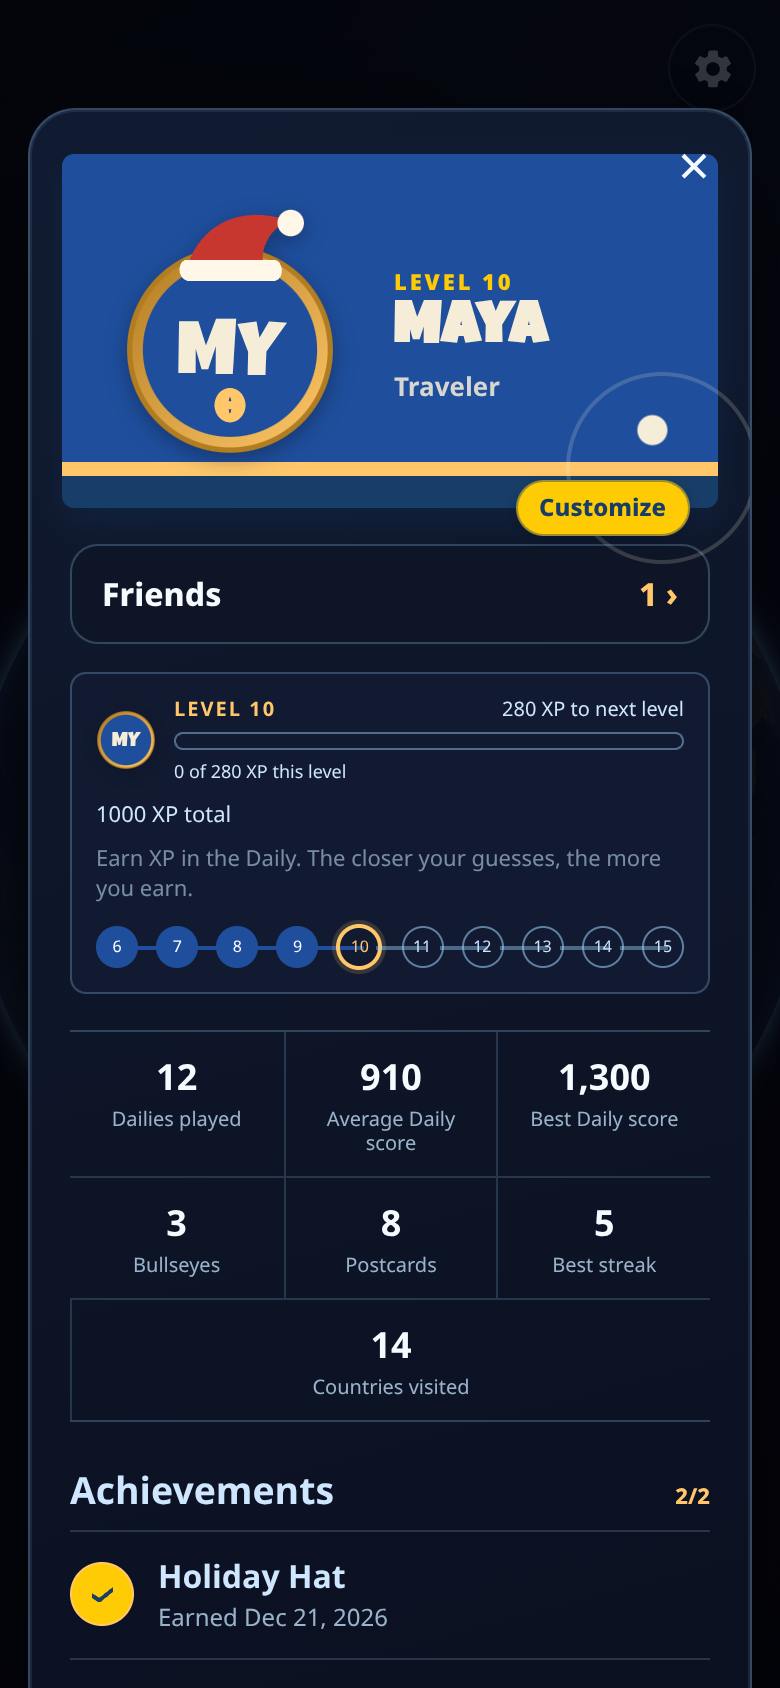 LEVEL 10
MAYA
Traveler
MY
Customize
Friends
1 ›
MY
LEVEL 10
280 XP to next level
0 of 280 XP this level
1000 XP total
Earn XP in the Daily. The closer your guesses, the more
you earn.
6 7 8 9 10 11 12 13 14 15
12
Dailies played
910
Average Daily
score
1,300
Best Daily score
3
Bullseyes
8
Postcards
5
Best streak
14
Countries visited
Achievements
2/2
Holiday Hat
Earned Dec 21, 2026